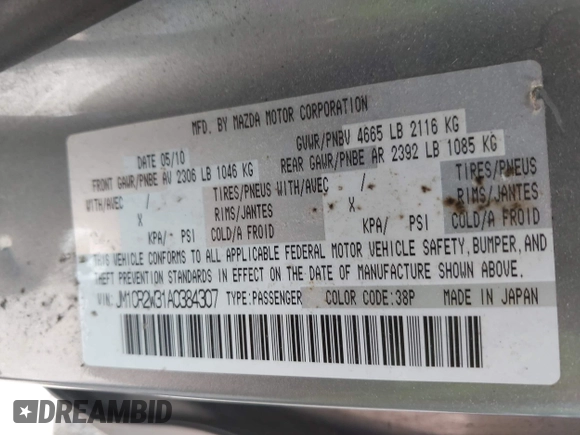 MFD. BY MAZDA MOTOR CORPORATION
DATE 05/10 GVWR/PNBV 4665 LB 2116 KG
FRONT GAWR/PNBE AV 2306 LB 1046 KG REAR GAWR/PNBE AR 2392 LB 1085 KG
WITH/AVEC / TIRES/PNEUS WITH/AVEC / TIRES/PNEUS
X RIMS/JANTES X RIMS/JANTES
KPA/ PSI COLD/A FROID KPA/ PSI COLD/A FROID
THIS VEHICLE CONFORMS TO ALL APPLICABLE FEDERAL MOTOR VEHICLE SAFETY, BUMPER, AND
THEFT PREVENTION STANDARDS IN EFFECT ON THE DATE OF MANUFACTURE SHOWN ABOVE.
VIN: JM1CR2W31A0384307 TYPE:PASSENGER COLOR CODE:38P MADE IN JAPAN
DREAMBID